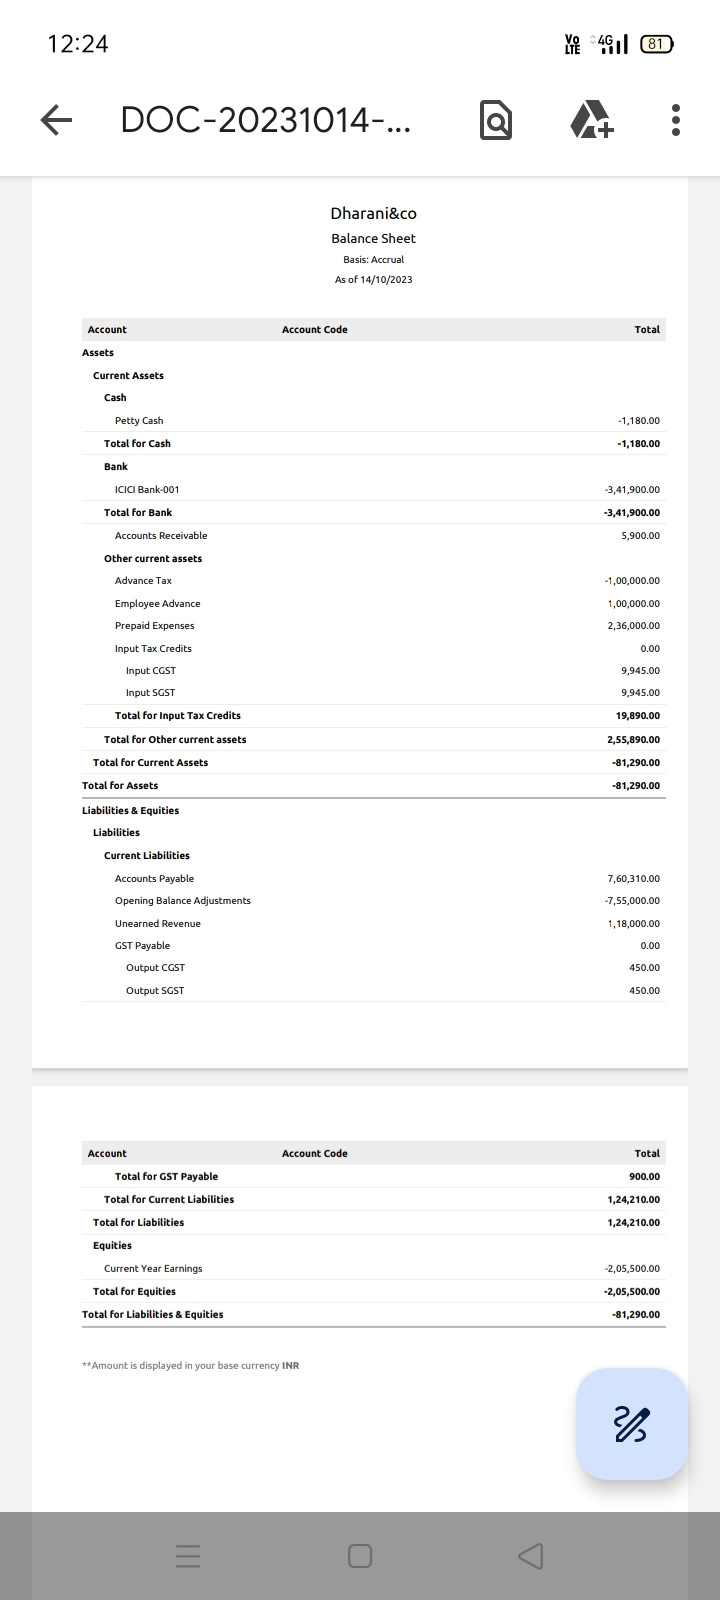 12:24
Vo LTE 4G 81
DOC-20231014-...
Dharani&co
Balance Sheet
Basis: Accrual
As of 14/10/2023
Account Account Code Total
Assets
Current Assets
Cash
Petty Cash -1,180.00
Total for Cash -1,180.00
Bank
ICICI Bank-001 -3,41,900.00
Total for Bank -3,41,900.00
Accounts Receivable 5,900.00
Other current assets
Advance Tax -1,00,000.00
Employee Advance 1,00,000.00
Prepaid Expenses 2,36,000.00
Input Tax Credits 0.00
Input CGST 9,945.00
Input SGST 9,945.00
Total for Input Tax Credits 19,890.00
Total for Other current assets 2,55,890.00
Total for Current Assets -81,290.00
Total for Assets -81,290.00
Liabilities & Equities
Liabilities
Current Liabilities
Accounts Payable 7,60,310.00
Opening Balance Adjustments -7,55,000.00
Unearned Revenue 1,18,000.00
GST Payable 0.00
Output CGST 450.00
Output SGST 450.00
Account Account Code Total
Total for GST Payable 900.00
Total for Current Liabilities 1,24,210.00
Total for Liabilities 1,24,210.00
Equities
Current Year Earnings -2,05,500.00
Total for Equities -2,05,500.00
Total for Liabilities & Equities -81,290.00
**Amount is displayed in your base currency INR